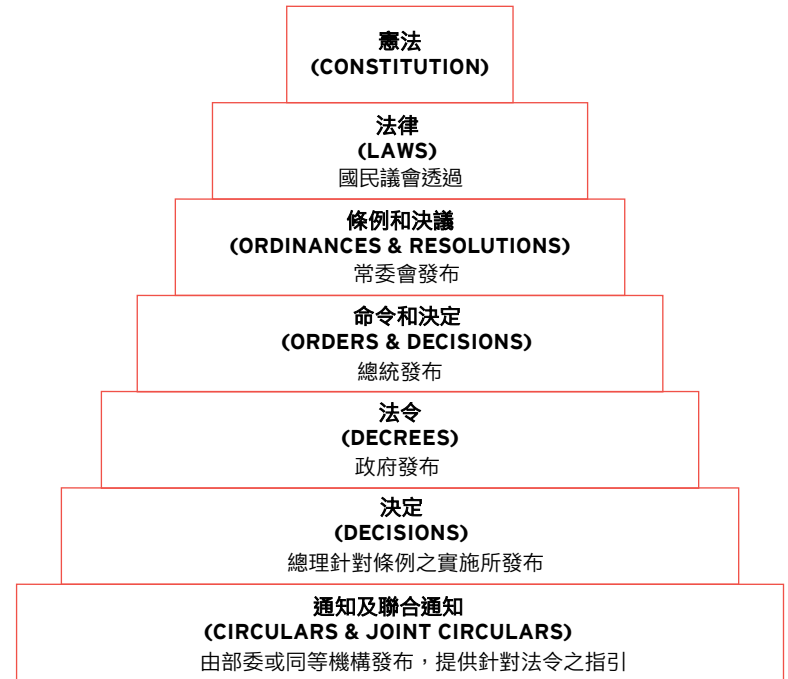 憲法
(CONSTITUTION)
法律
(LAWS)
國民議會透過
條例和決議
(ORDINANCES & RESOLUTIONS)
常委會發布
命令和決定
(ORDERS & DECISIONS)
總統發布
法令
(DECREES)
政府發布
決定
(DECISIONS)
總理針對條例之實施所發布
通知及聯合通知
(CIRCULARS & JOINT CIRCULARS)
由部委或同等機構發布，提供針對法令之指引